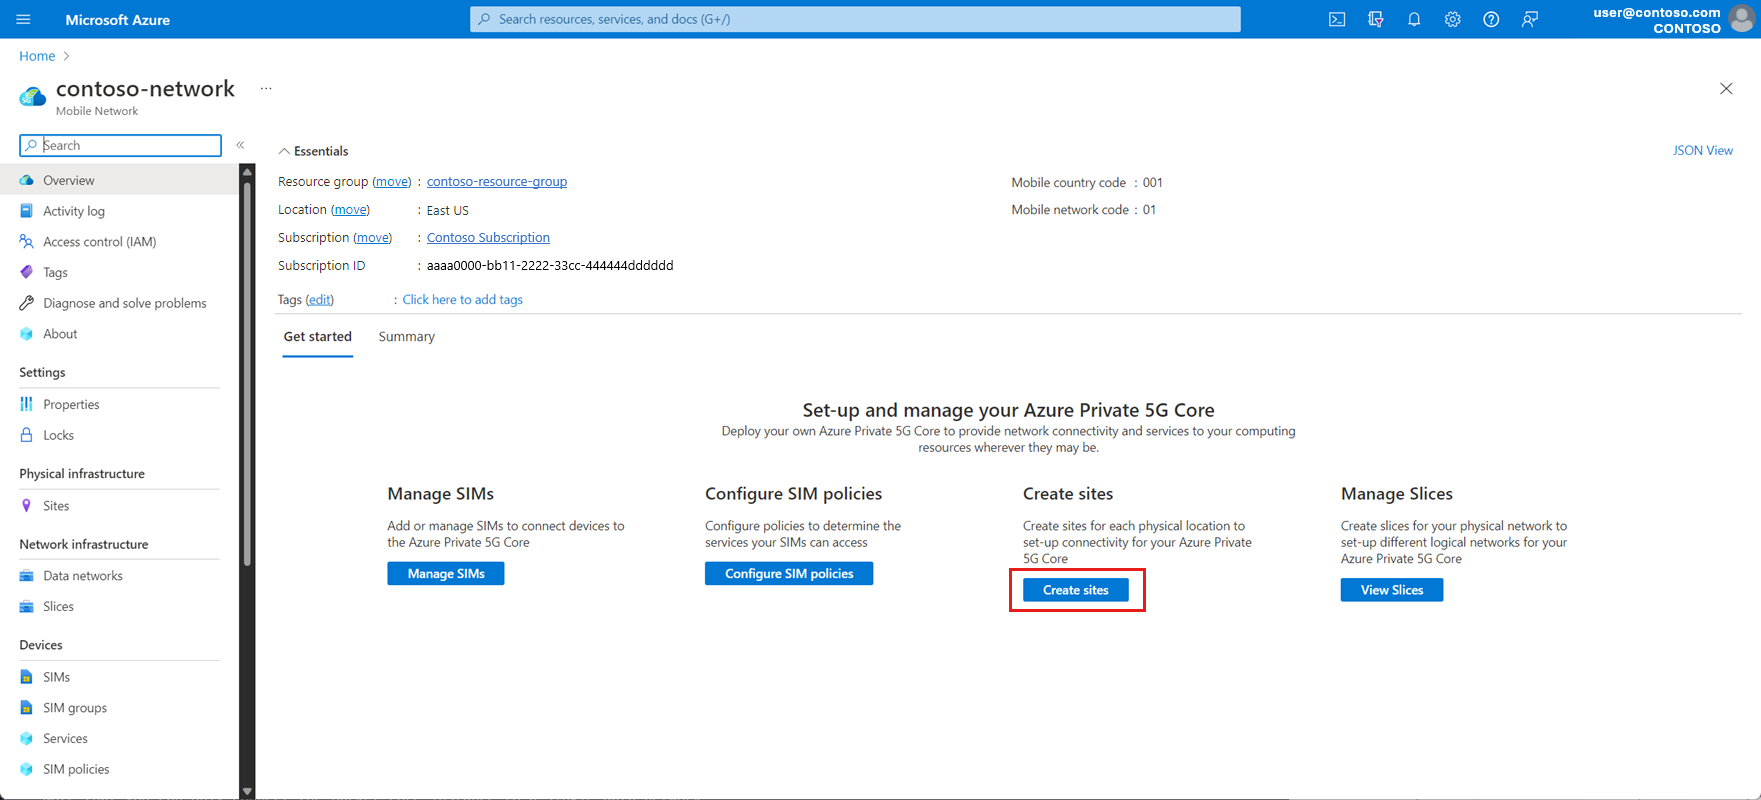 Microsoft Azure
Search resources, services, and docs (G+/)
user@contoso.com
CONTOSO
Home >
contoso-network ...
Mobile Network
Search
«
Overview
Activity log
Access control (IAM)
Tags
Diagnose and solve problems
About
Settings
Properties
Locks
Physical infrastructure
Sites
Network infrastructure
Data networks
Slices
Devices
SIMs
SIM groups
Services
SIM policies
Essentials
JSON View
Resource group (move) : contoso-resource-group
Location (move) : East US
Subscription (move) : Contoso Subscription
Subscription ID : aaaa0000-bb11-2222-33cc-444444dddddd
Mobile country code : 001
Mobile network code : 01
Tags (edit) : Click here to add tags
Get started
Summary
Set-up and manage your Azure Private 5G Core
Deploy your own Azure Private 5G Core to provide network connectivity and services to your computing
resources wherever they may be.
Manage SIMs
Add or manage SIMs to connect devices to
the Azure Private 5G Core
Manage SIMs
Configure SIM policies
Configure policies to determine the
services your SIMs can access
Configure SIM policies
Create sites
Create sites for each physical location to
set-up connectivity for your Azure Private
5G Core
Create sites
Manage Slices
Create slices for your physical network to
set-up different logical networks for your
Azure Private 5G Core
View Slices